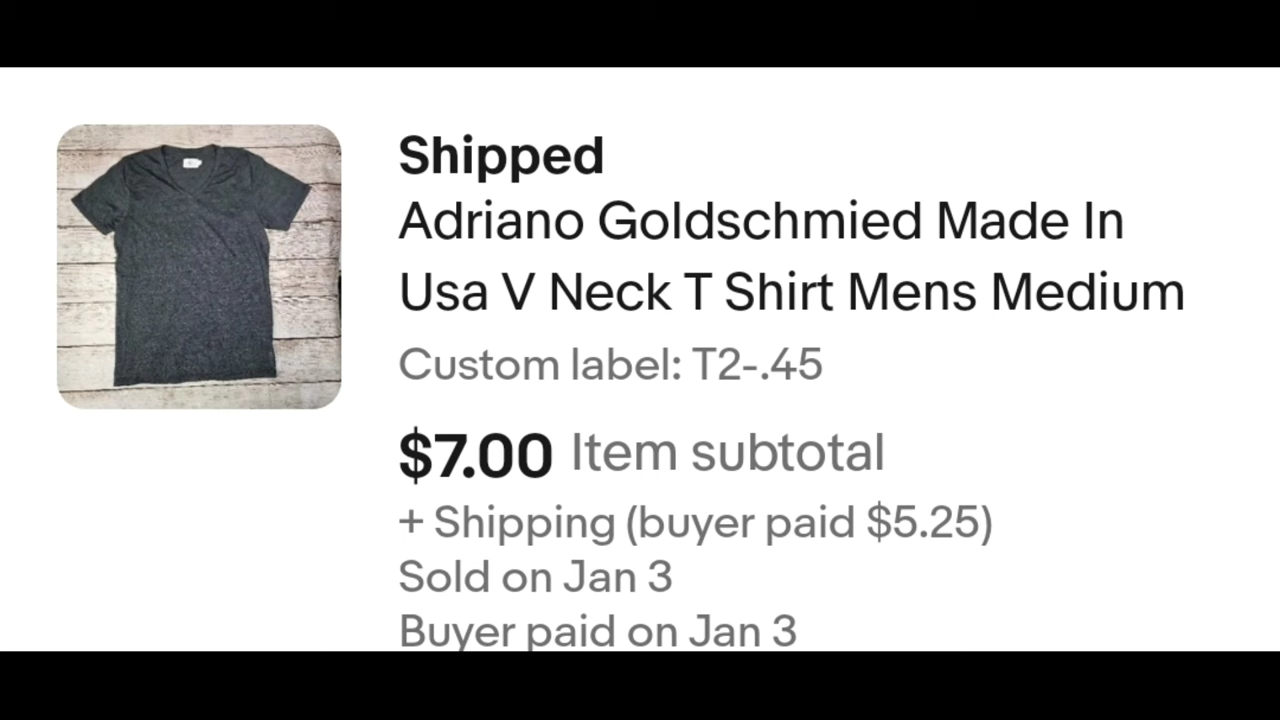 Shipped
Adriano Goldschmied Made In
Usa V Neck T Shirt Mens Medium
Custom label: T2-.45
$7.00 Item subtotal
+ Shipping (buyer paid $5.25)
Sold on Jan 3
Buyer paid on Jan 3